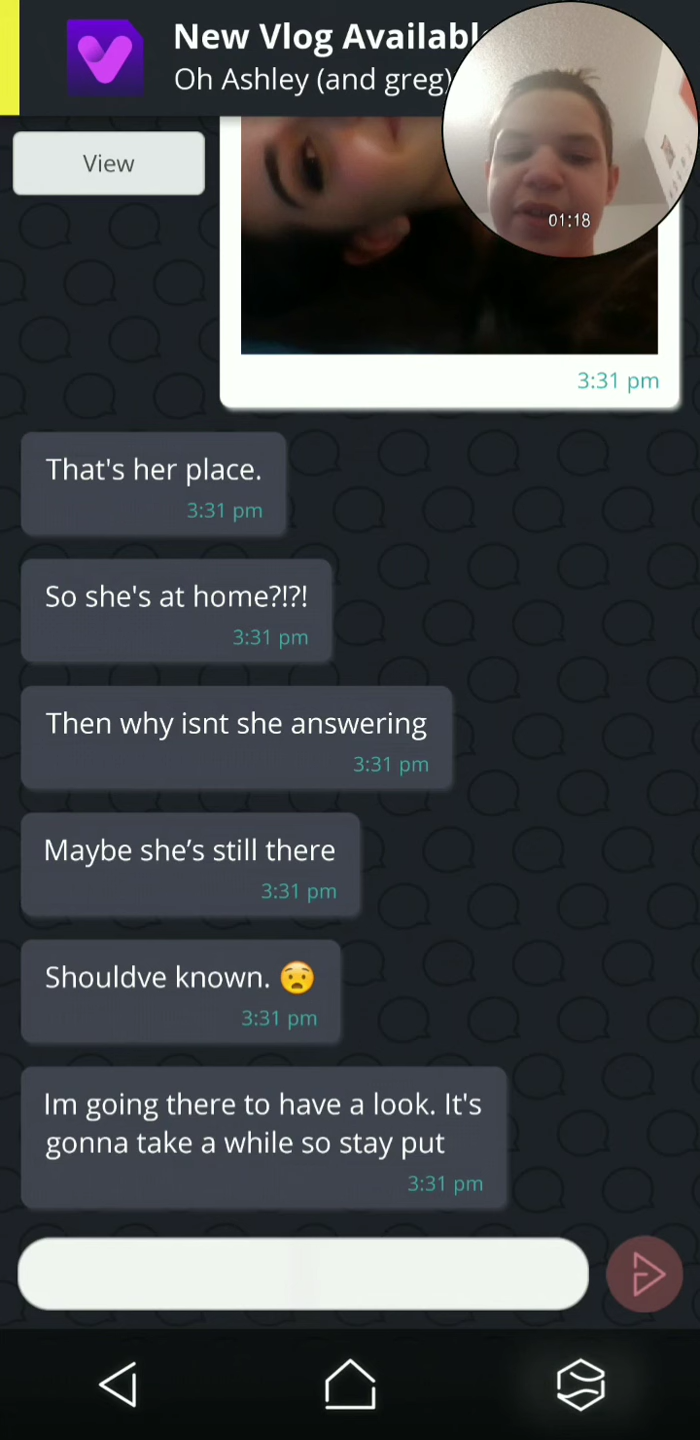 New Vlog Availabl
Oh Ashley (and greg)
View
01:18
3:31 pm
That's her place.
3:31 pm
So she's at home?!?!
3:31 pm
Then why isnt she answering
3:31 pm
Maybe she’s still there
3:31 pm
Shouldve known. 😧
3:31 pm
Im going there to have a look. It's
gonna take a while so stay put
3:31 pm